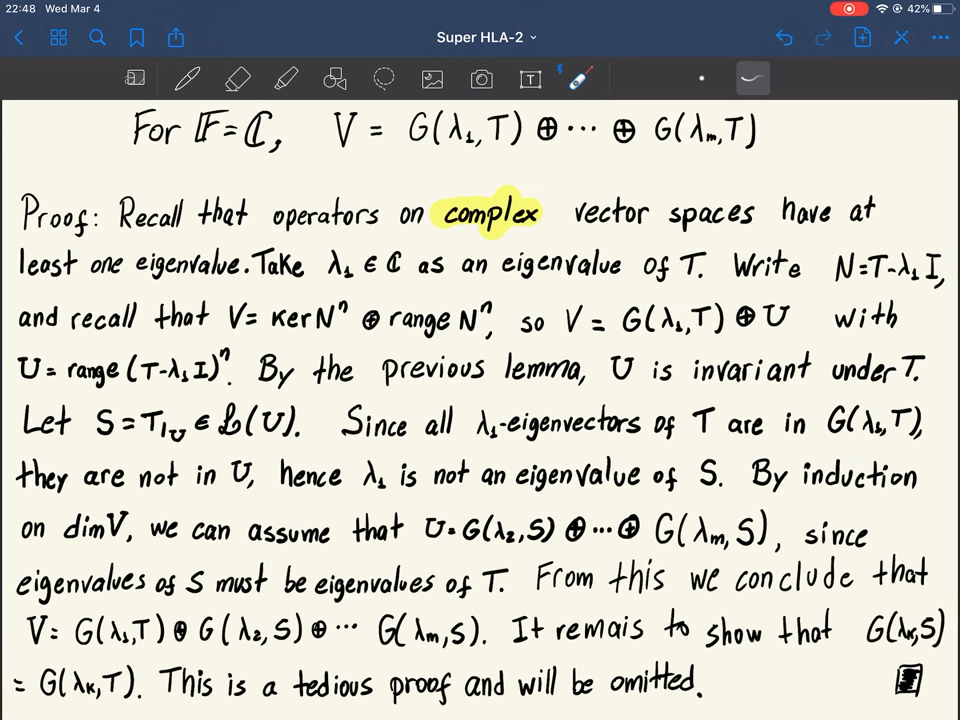 22:48 Wed Mar 4 42%
Super HLA-2
For 𝔽=ℂ, V = G(λ₁,T) ⊕ ⋯ ⊕ G(λₘ,T)
Proof: Recall that operators on complex vector spaces have at
least one eigenvalue. Take λ₁ ∈ ℂ as an eigenvalue of T. Write N=T-λ₁I,
and recall that V= ker Nⁿ ⊕ range Nⁿ, so V = G(λ₁,T) ⊕ U with
U = range (T-λ₁I)ⁿ. By the previous lemma, U is invariant under T.
Let S = T|_U ∈ ℒ(U). Since all λ₁-eigenvectors of T are in G(λ₁,T),
they are not in U, hence λ₁ is not an eigenvalue of S. By induction
on dimV, we can assume that U=G(λ₂,S) ⊕ ⋯ ⊕ G(λₘ,S), since
eigenvalues of S must be eigenvalues of T. From this we conclude that
V= G(λ₁,T) ⊕ G(λ₂,S) ⊕ ⋯ G(λₘ,S). It remais to show that G(λₖ,S)
= G(λₖ,T). This is a tedious proof and will be omitted.